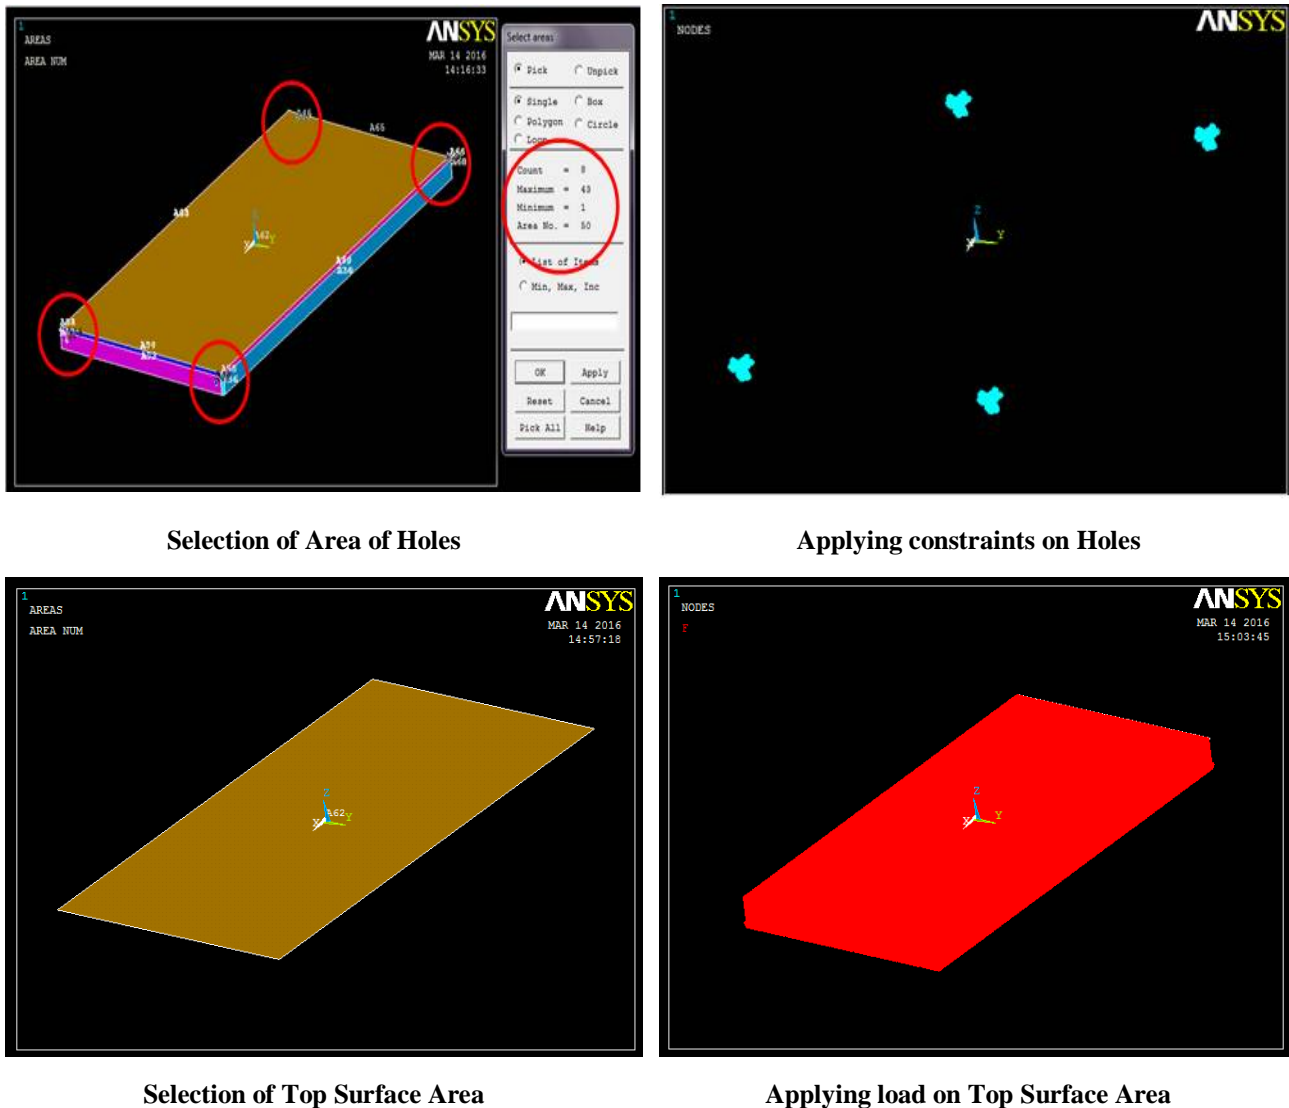 1
AREAS
AREA NUM
ANSYS
MAR 14 2016
14:16:33
A65
A62
Select areas
Pick Unpick
Single Box
Polygon Circle
Loop
Count = 8
Maximum = 43
Minimum = 1
Area No. = 50
List of Items
Min, Max, Inc
OK Apply
Reset Cancel
Pick All Help
Z
X Y
1
NODES
ANSYS
Z
X Y
Selection of Area of Holes
Applying constraints on Holes
1
AREAS
AREA NUM
ANSYS
MAR 14 2016
14:57:18
Z
A62
X Y
1
NODES
F
ANSYS
MAR 14 2016
15:03:45
Z
X Y
Selection of Top Surface Area
Applying load on Top Surface Area